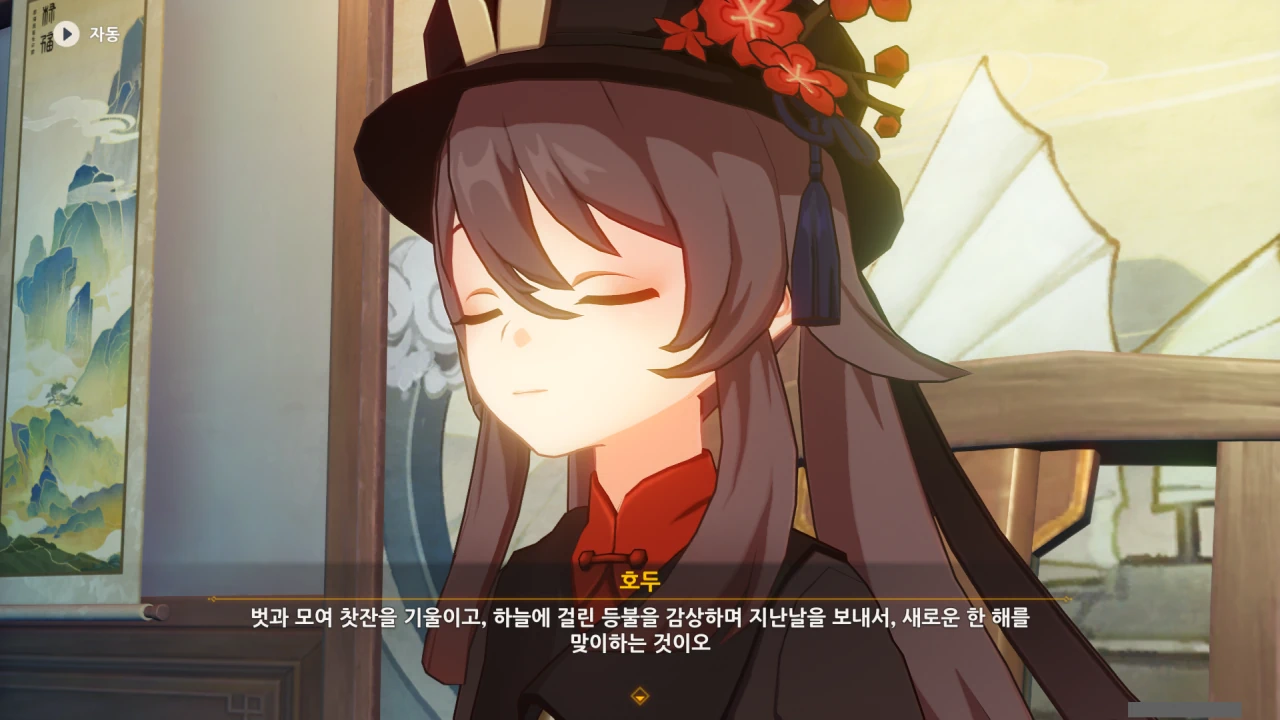 자동
호두
벗과 모여 찻잔을 기울이고, 하늘에 걸린 등불을 감상하며 지난날을 보내서, 새로운 한 해를
맞이하는 것이오